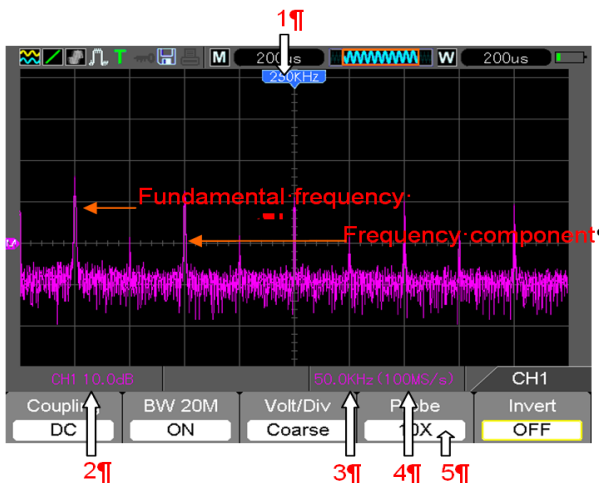 1¶
T M 200us W 200us
250KHz
Fundamental·frequency·
Frequency·component
CH1 10.0dB 50.0KHz(100MS/s) CH1
Coupling BW 20M Volt/Div Probe Invert
DC ON Coarse 10X OFF
2¶ 3¶ 4¶ 5¶